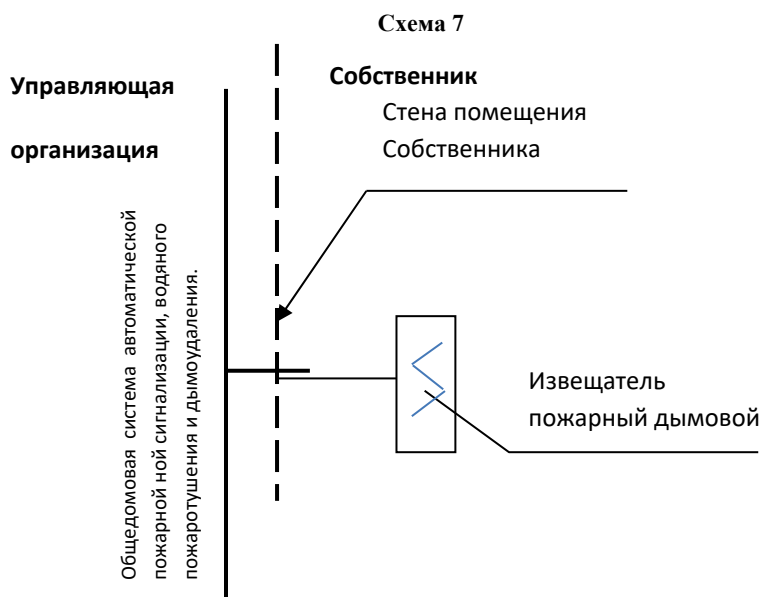 Схема 7
Управляющая
организация
Собственник
Стена помещения
Собственника
Общедомовая система автоматической
пожарной ной сигнализации, водяного
пожаротушения и дымоудаления.
Извещатель
пожарный дымовой